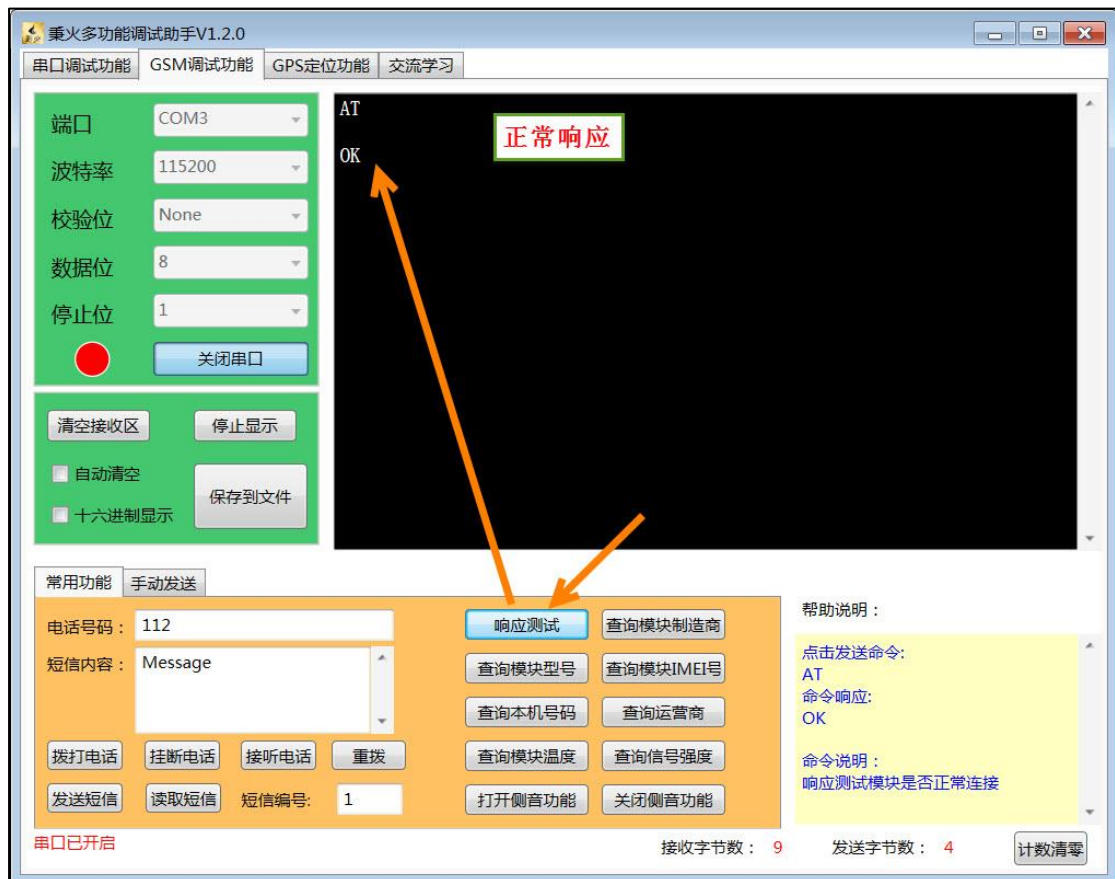 秉火多功能调试助手V1.2.0
串口调试功能 GSM调试功能 GPS定位功能 交流学习
端口 COM3
波特率 115200
校验位 None
数据位 8
停止位 1
关闭串口
AT
正常响应
OK
清空接收区 停止显示
自动清空
保存到文件
十六进制显示
常用功能 手动发送
电话号码： 112
短信内容： Message
拨打电话 挂断电话 接听电话 重拨
发送短信 读取短信 短信编号: 1
响应测试 查询模块制造商
查询模块型号 查询模块IMEI号
查询本机号码 查询运营商
查询模块温度 查询信号强度
打开侧音功能 关闭侧音功能
帮助说明：
点击发送命令:
AT
命令响应:
OK
命令说明：
响应测试模块是否正常连接
串口已开启
接收字节数： 9 发送字节数： 4 计数清零